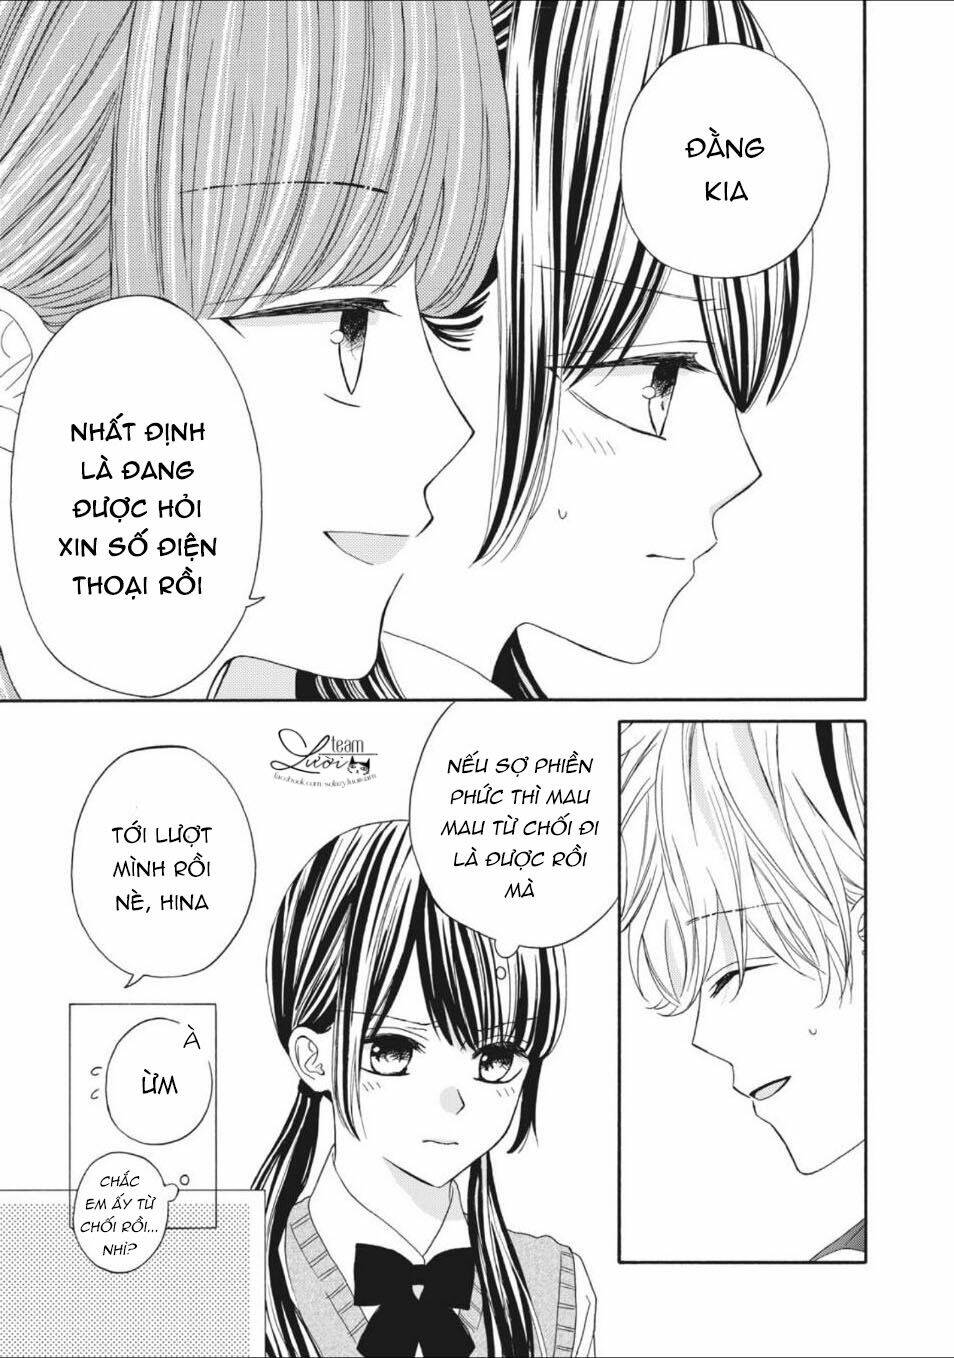 ĐẰNG
KIA
NHẤT ĐỊNH
LÀ ĐANG
ĐƯỢC HỎI
XIN SỐ ĐIỆN
THOẠI RỒI
NẾU SỢ PHIỀN
PHỨC THÌ MAU
MAU TỪ CHỐI ĐI
LÀ ĐƯỢC RỒI
MÀ
team
Lười
TỚI LƯỢT
MÌNH RỒI
NÈ, HINA
À
ỪM
CHẮC
EM ẤY TỪ
CHỐI RỒI...
NHỈ?